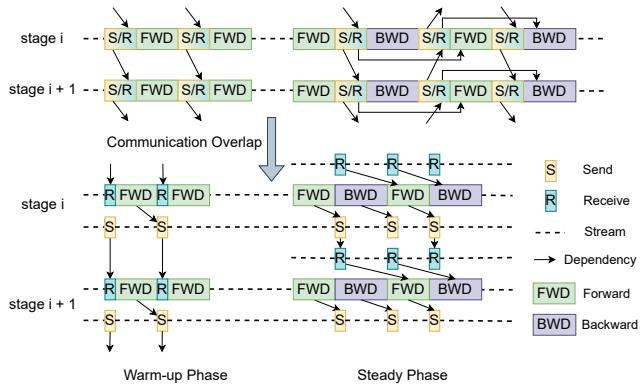 stage i S/R FWD S/R FWD FWD S/R BWD S/R FWD S/R BWD
stage i + 1 S/R FWD S/R FWD FWD S/R BWD S/R FWD S/R BWD
Communication Overlap
R R R
S Send
stage i R FWD R FWD FWD BWD FWD BWD
R Receive
S S S S S
Stream
R R R
Dependency
stage i + 1 R FWD R FWD FWD BWD FWD BWD
FWD Forward
S S S S S
BWD Backward
Warm-up Phase Steady Phase